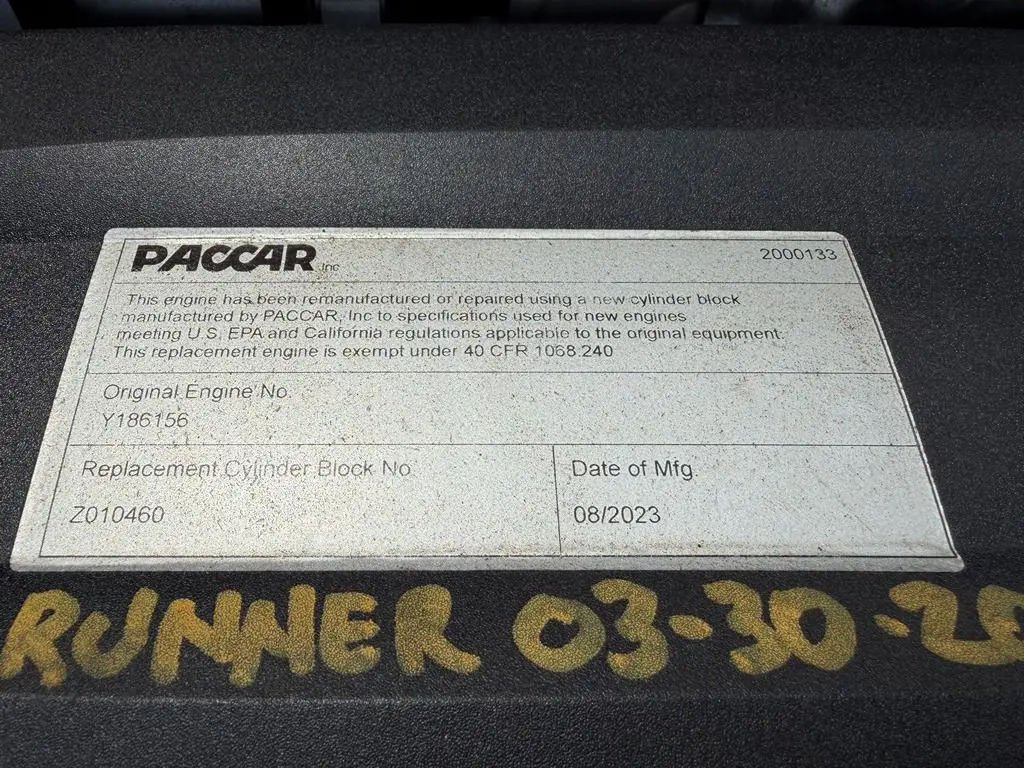 PACCAR Inc
2000133
This engine has been remanufactured or repaired using a new cylinder block
manufactured by PACCAR, Inc to specifications used for new engines
meeting U.S. EPA and California regulations applicable to the original equipment.
This replacement engine is exempt under 40 CFR 1068.240
Original Engine No.
Y186156
Replacement Cylinder Block No
Date of Mfg.
Z010460
08/2023
RUNNER 03-30-20